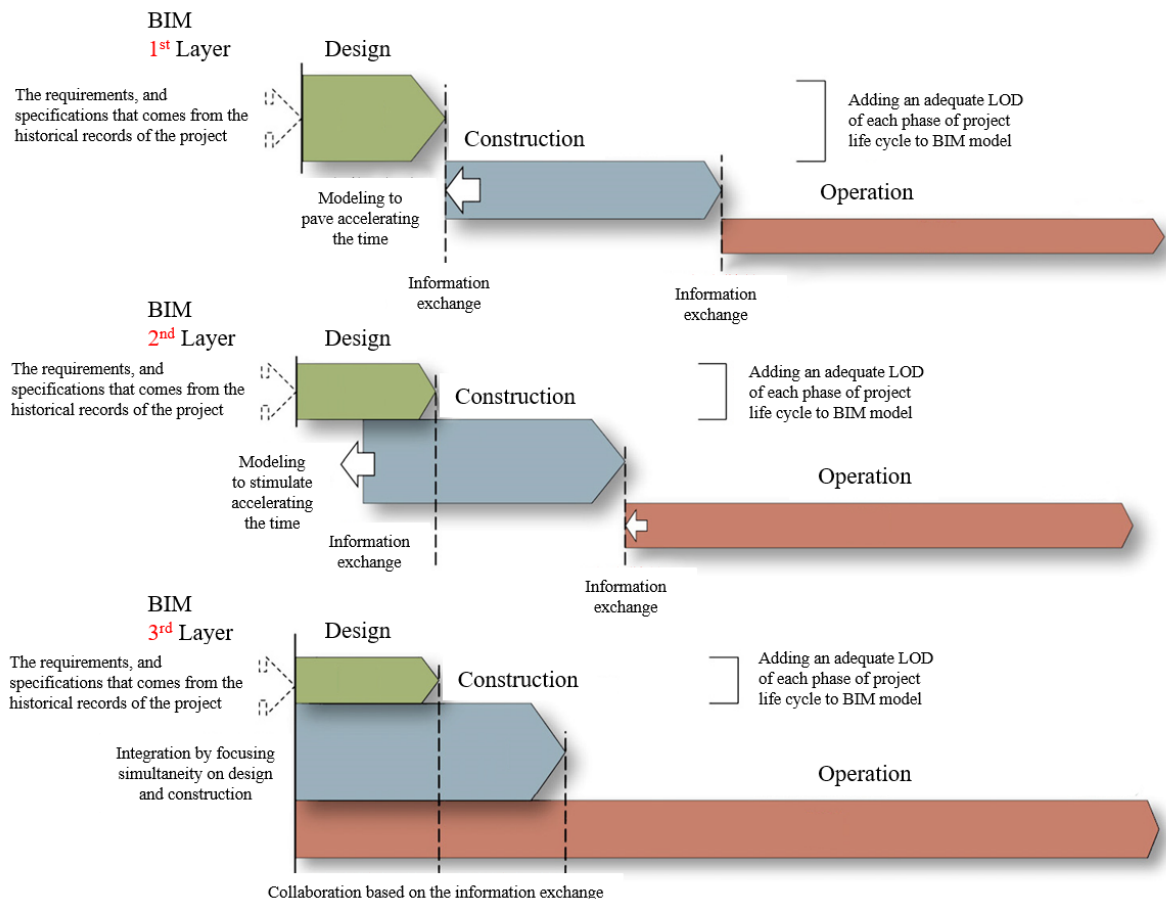 BIM
1st Layer
Design
The requirements, and
specifications that comes from the
historical records of the project
Adding an adequate LOD
of each phase of project
life cycle to BIM model
Construction
Operation
Modeling to
pave accelerating
the time
Information
exchange
Information
exchange
BIM
2nd Layer
Design
The requirements, and
specifications that comes from the
historical records of the project
Adding an adequate LOD
of each phase of project
life cycle to BIM model
Construction
Operation
Modeling
to stimulate
accelerating
the time
Information
exchange
Information
exchange
BIM
3rd Layer
Design
The requirements, and
specifications that comes from the
historical records of the project
Adding an adequate LOD
of each phase of project
life cycle to BIM model
Construction
Integration by focusing
simultaneity on design
and construction
Operation
Collaboration based on the information exchange